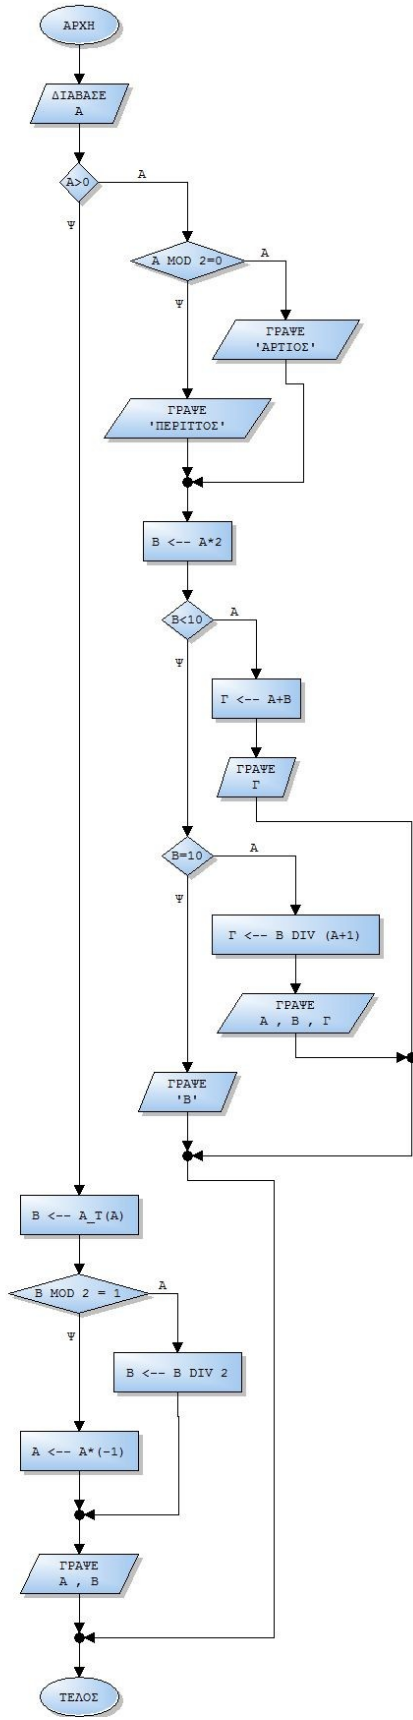 ΑΡΧΗ
ΔΙΑΒΑΣΕ
Α
Α>0
Α
Ψ
Α MOD 2=0
Α
Ψ
ΓΡΑΨΕ
'ΑΡΤΙΟΣ'
ΓΡΑΨΕ
'ΠΕΡΙΤΤΟΣ'
Β <-- Α*2
Β<10
Α
Ψ
Γ <-- Α+Β
ΓΡΑΨΕ
Γ
Β=10
Α
Ψ
Γ <-- Β DIV (Α+1)
ΓΡΑΨΕ
Α , Β , Γ
ΓΡΑΨΕ
'Β'
Β <-- Α_Τ(Α)
Β MOD 2 = 1
Α
Ψ
Β <-- Β DIV 2
Α <-- Α*(-1)
ΓΡΑΨΕ
Α , Β
ΤΕΛΟΣ